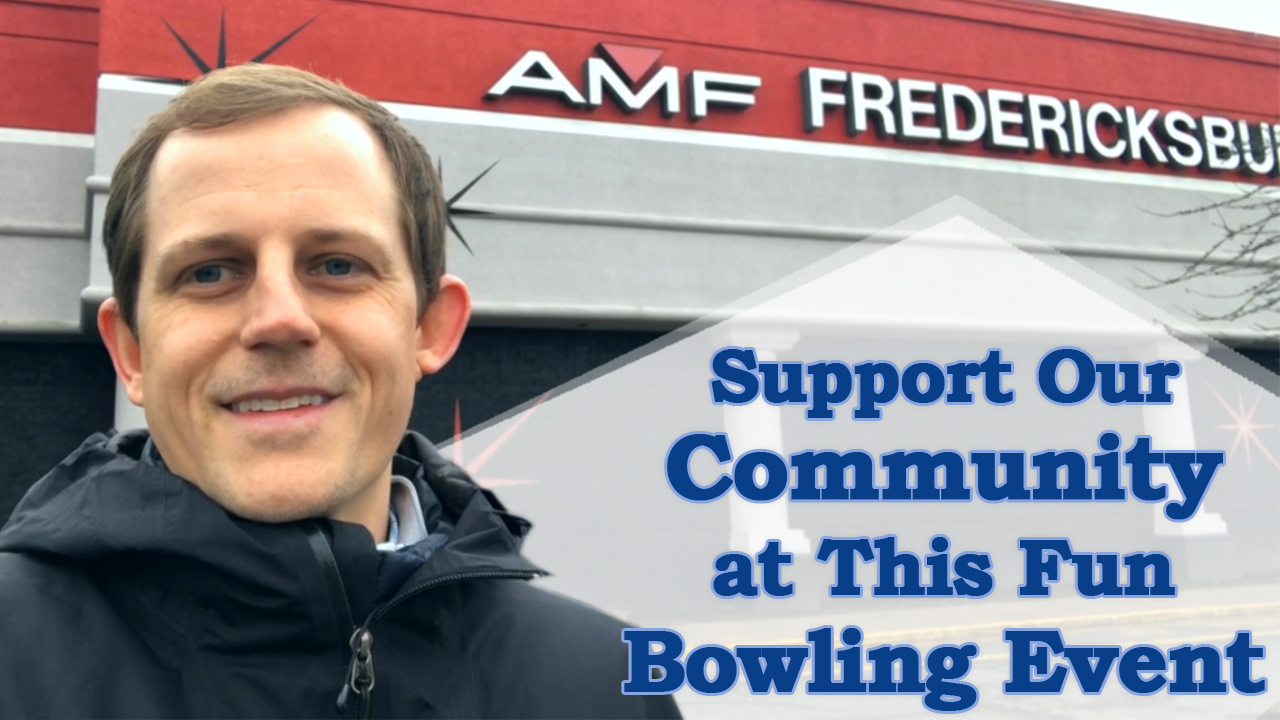 AMF FREDERICKSBU
Support Our
Community
at This Fun
Bowling Event